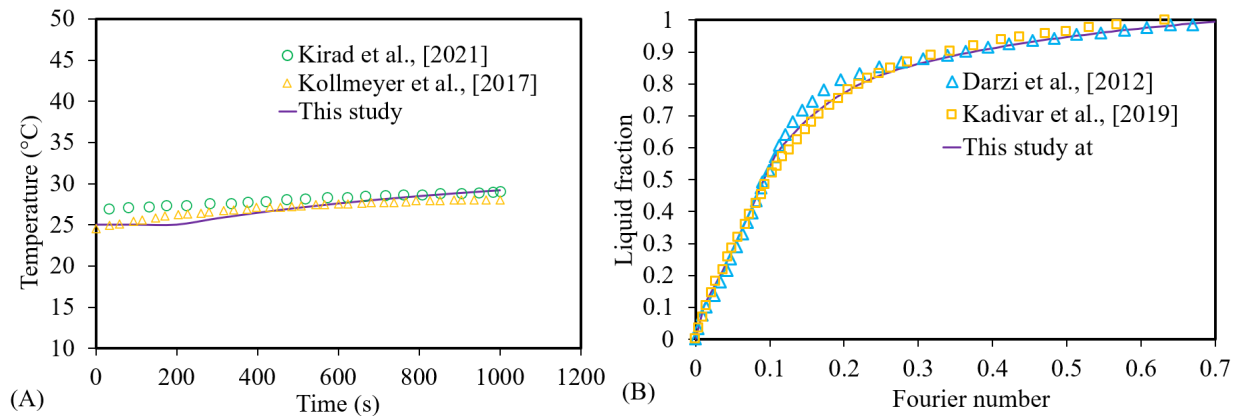 50
45
40
35
30
25
20
15
10
Temperature (°C)
Kirad et al., [2021]
Kollmeyer et al., [2017]
This study
0 200 400 600 800 1000 1200
Time (s)
(A)
1
0.9
0.8
0.7
0.6
0.5
0.4
0.3
0.2
0.1
0
Liquid fraction
Darzi et al., [2012]
Kadivar et al., [2019]
This study at
0 0.1 0.2 0.3 0.4 0.5 0.6 0.7
Fourier number
(B)